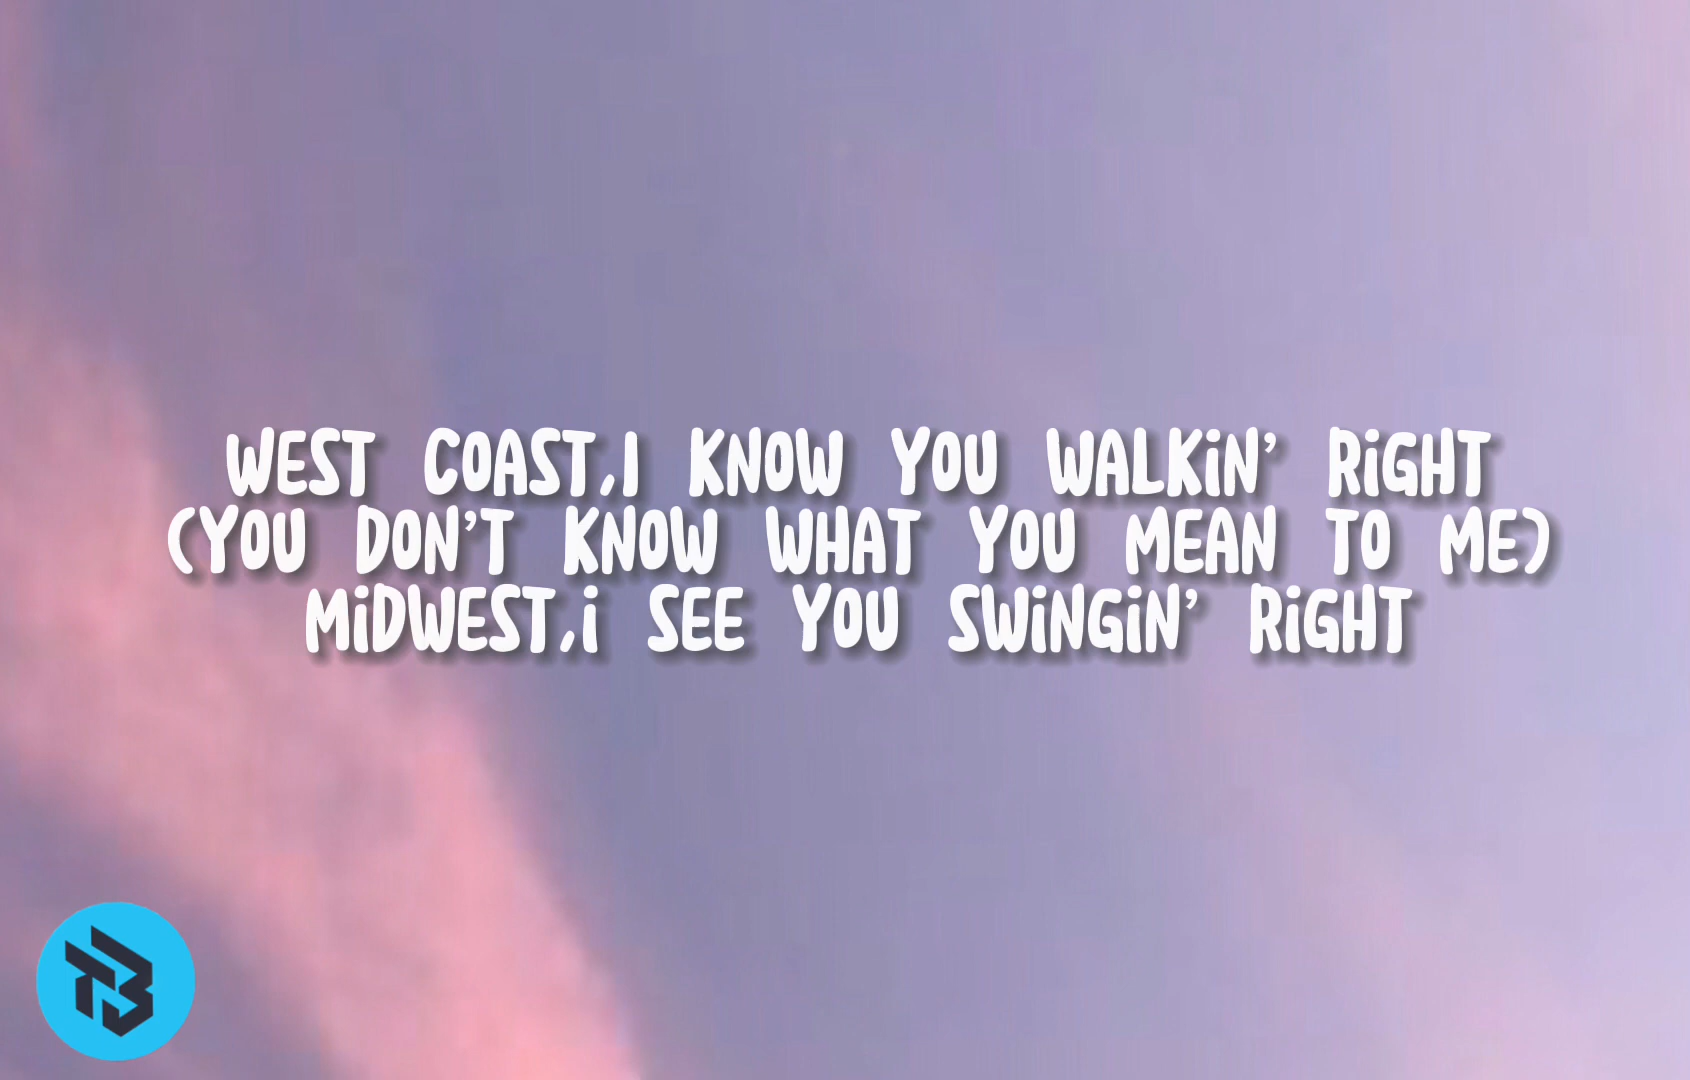 WEST COAST,I KNOW YOU WALKiN’ RiGHT
(YOU DON’T KNOW WHAT YOU MEAN TO ME)
MiDWEST,i SEE YOU SWiNGiN’ RiGHT
TB